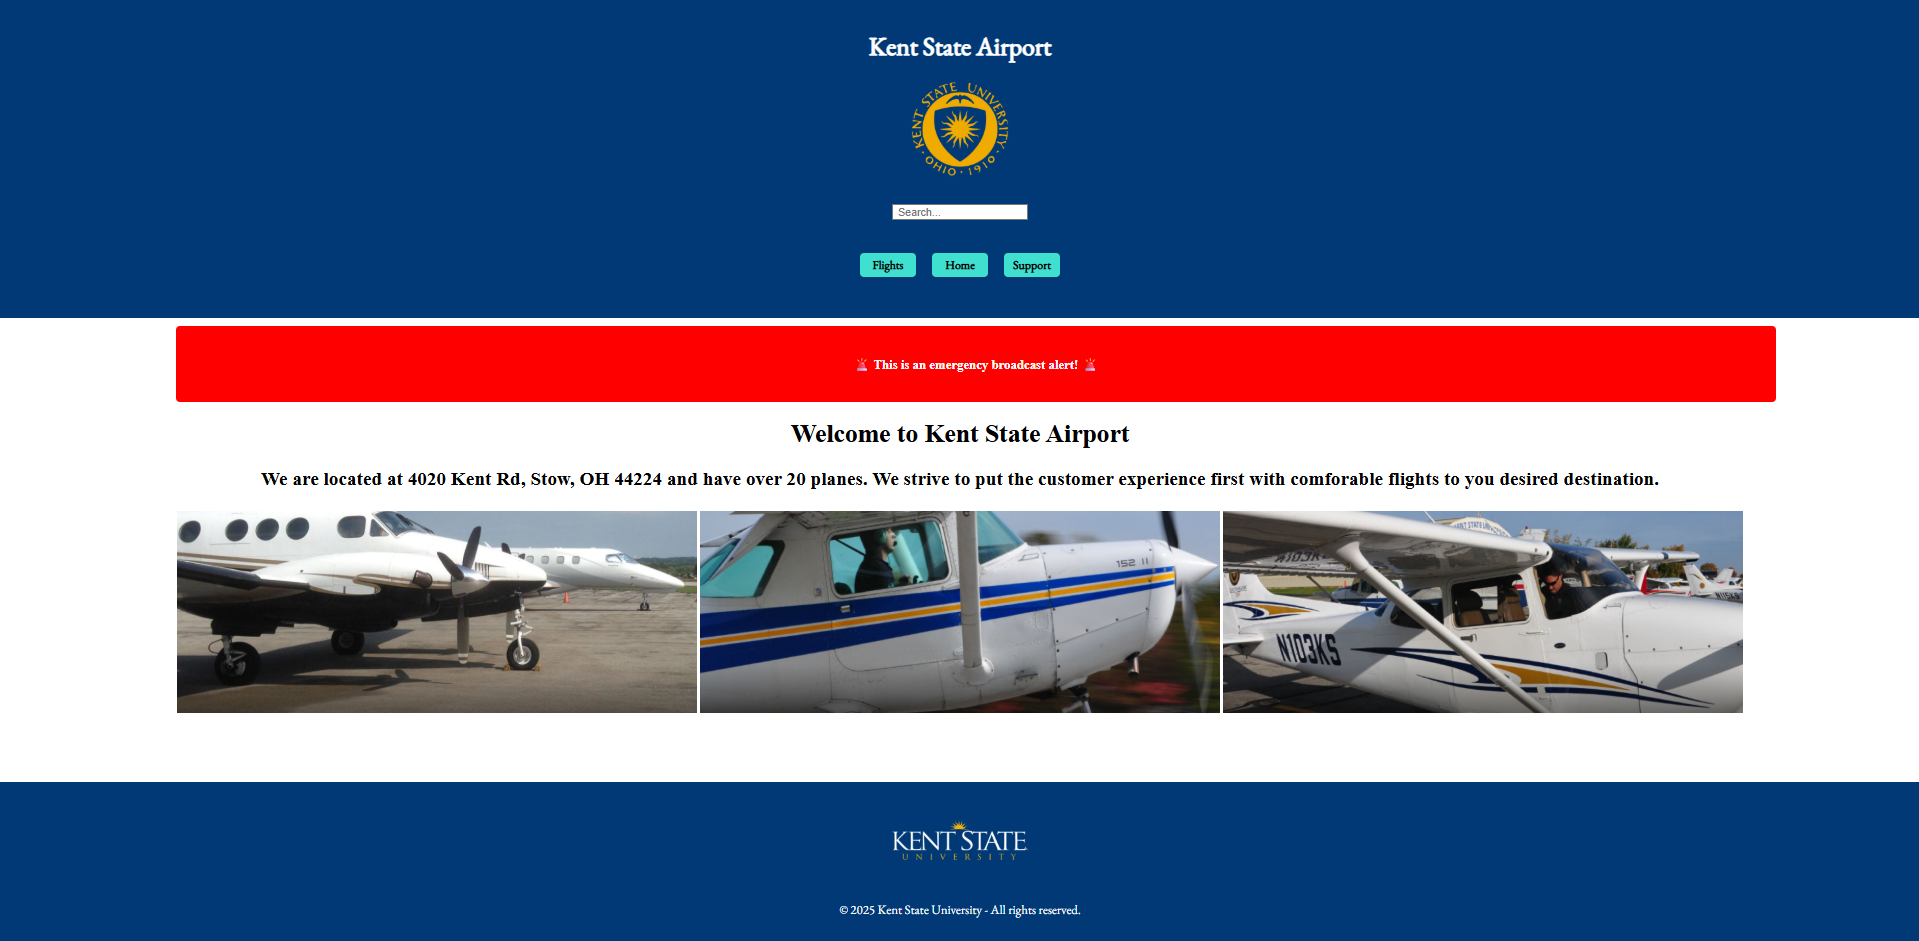 Kent State Airport
KENT STATE UNIVERSITY · OHIO · 1910 ·
Search...
Flights Home Support
🚨 This is an emergency broadcast alert! 🚨
Welcome to Kent State Airport
We are located at 4020 Kent Rd, Stow, OH 44224 and have over 20 planes. We strive to put the customer experience first with comforable flights to you desired destination.
152 II
N103KS
KENT STATE
UNIVERSITY
© 2025 Kent State University - All rights reserved.